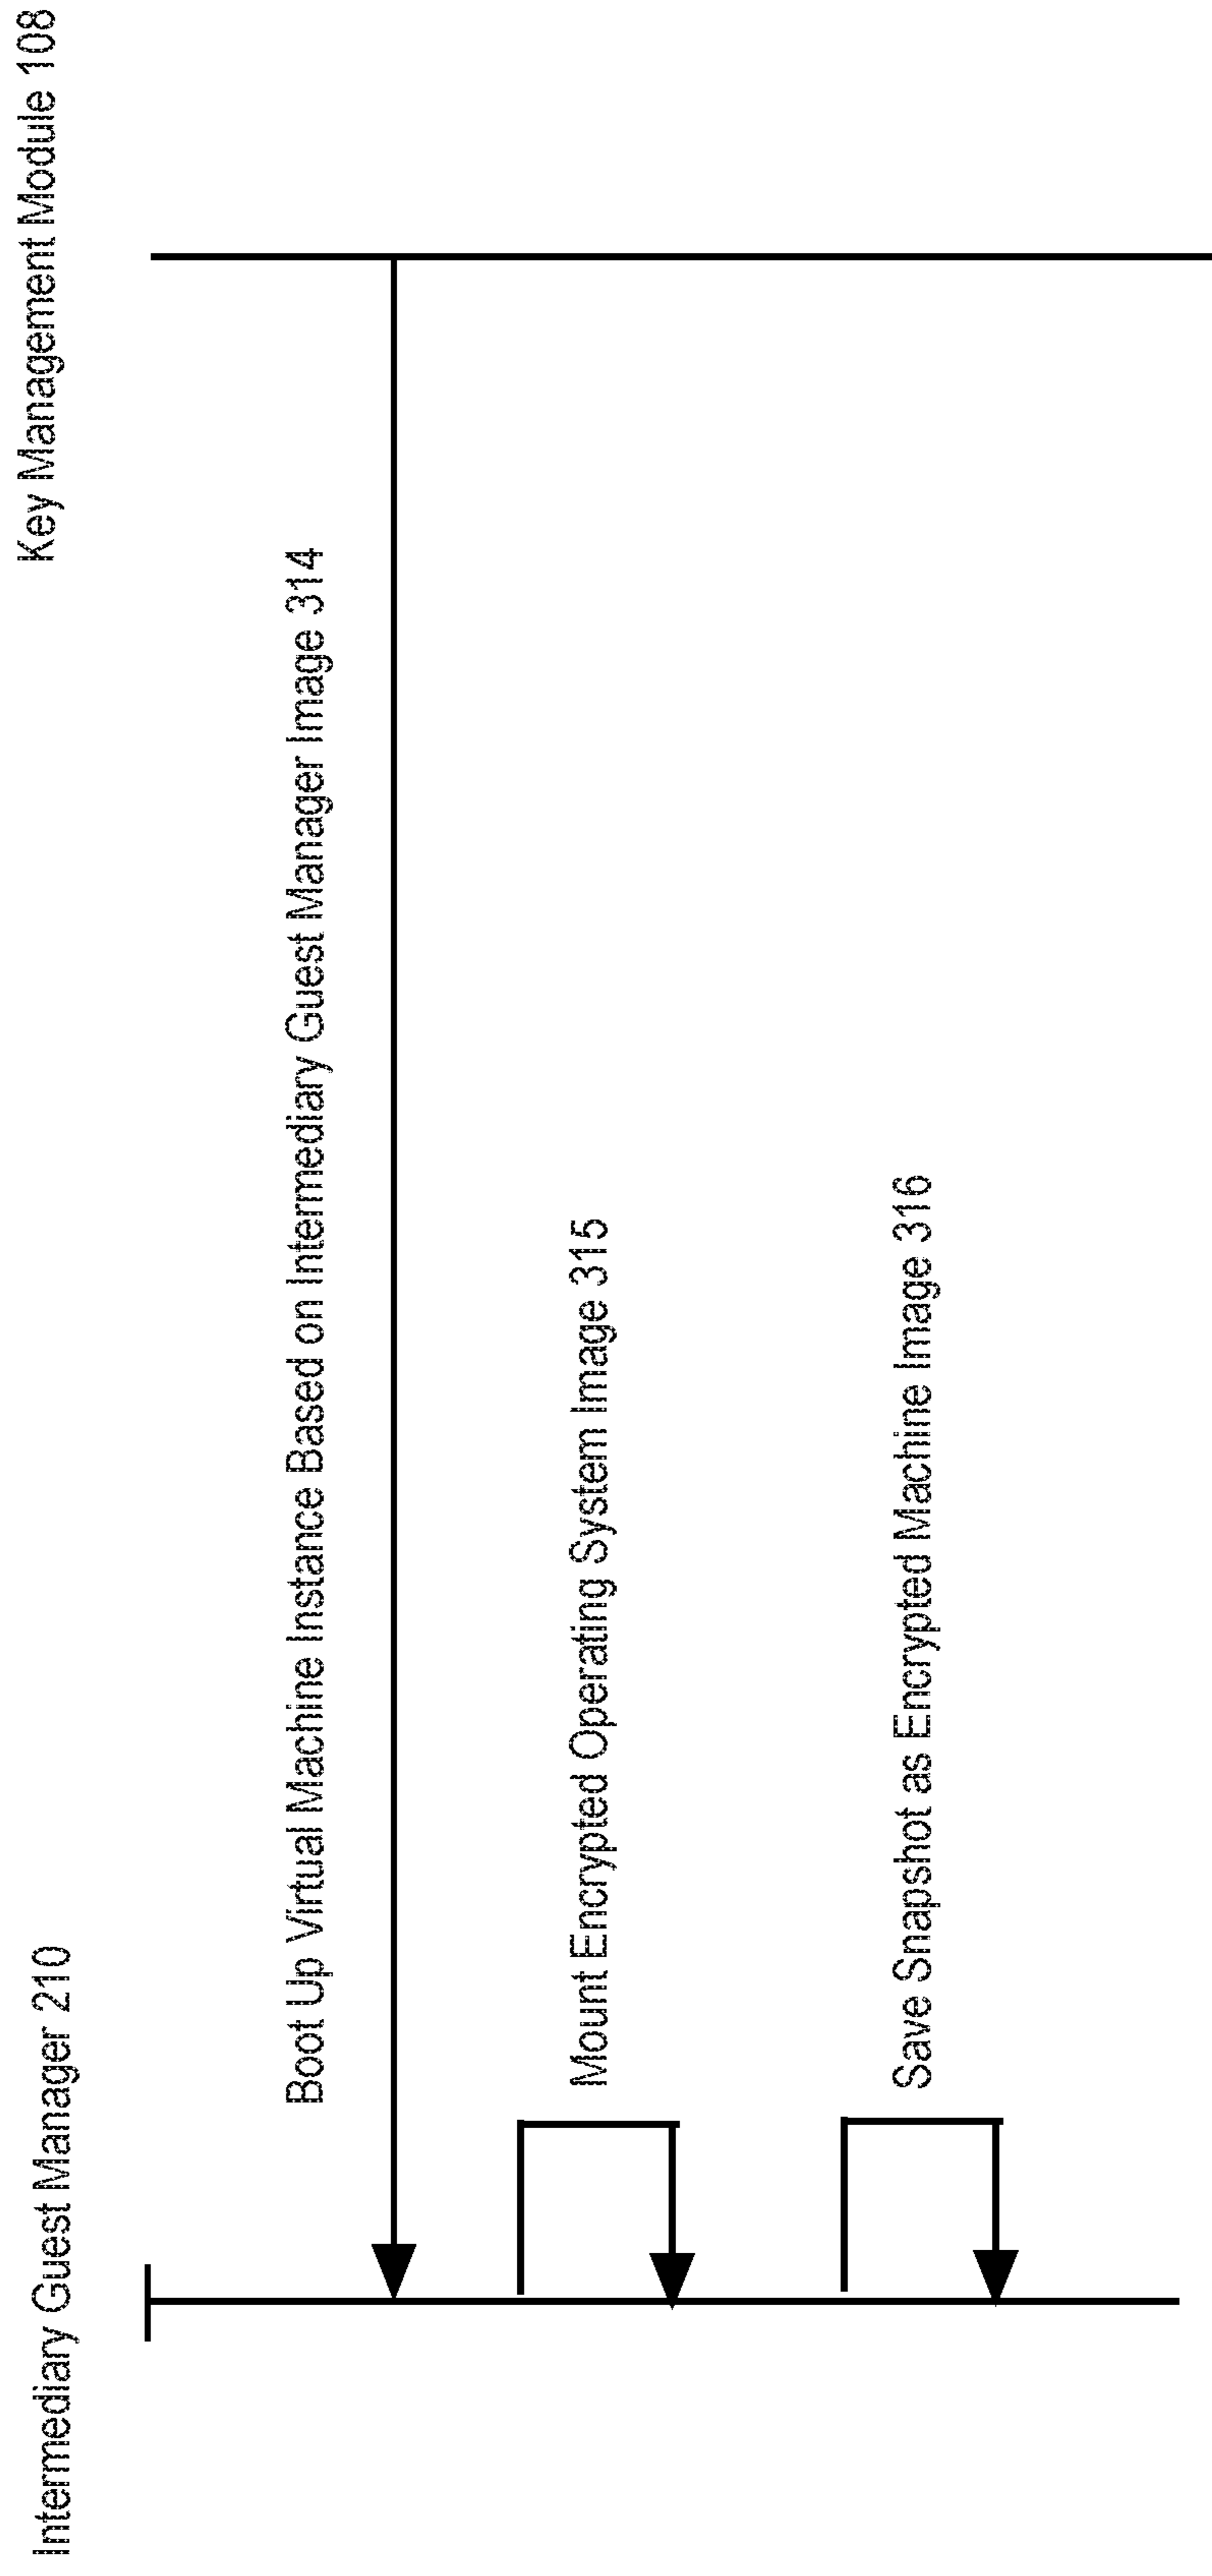 Intermediary Guest Manager 210
Key Management Module 108
Boot Up Virtual Machine Instance Based on Intermediary Guest Manager Image 314
Mount Encrypted Operating System Image 315
Save Snapshot as Encrypted Machine Image 316